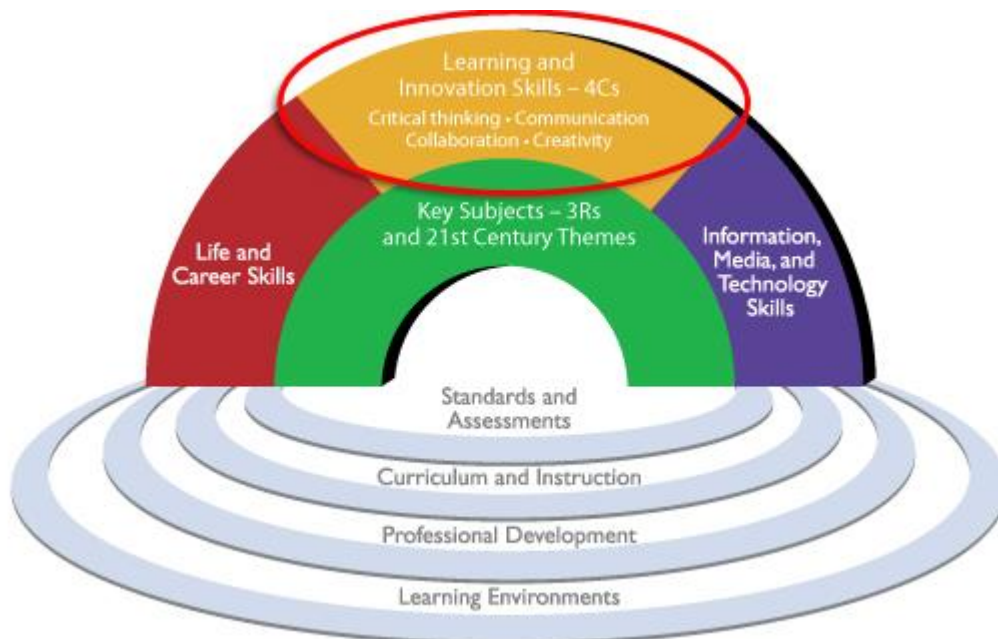 Learning and
Innovation Skills – 4Cs
Critical thinking • Communication
Collaboration • Creativity
Key Subjects – 3Rs
and 21st Century Themes
Life and
Career Skills
Information,
Media, and
Technology
Skills
Standards and
Assessments
Curriculum and Instruction
Professional Development
Learning Environments